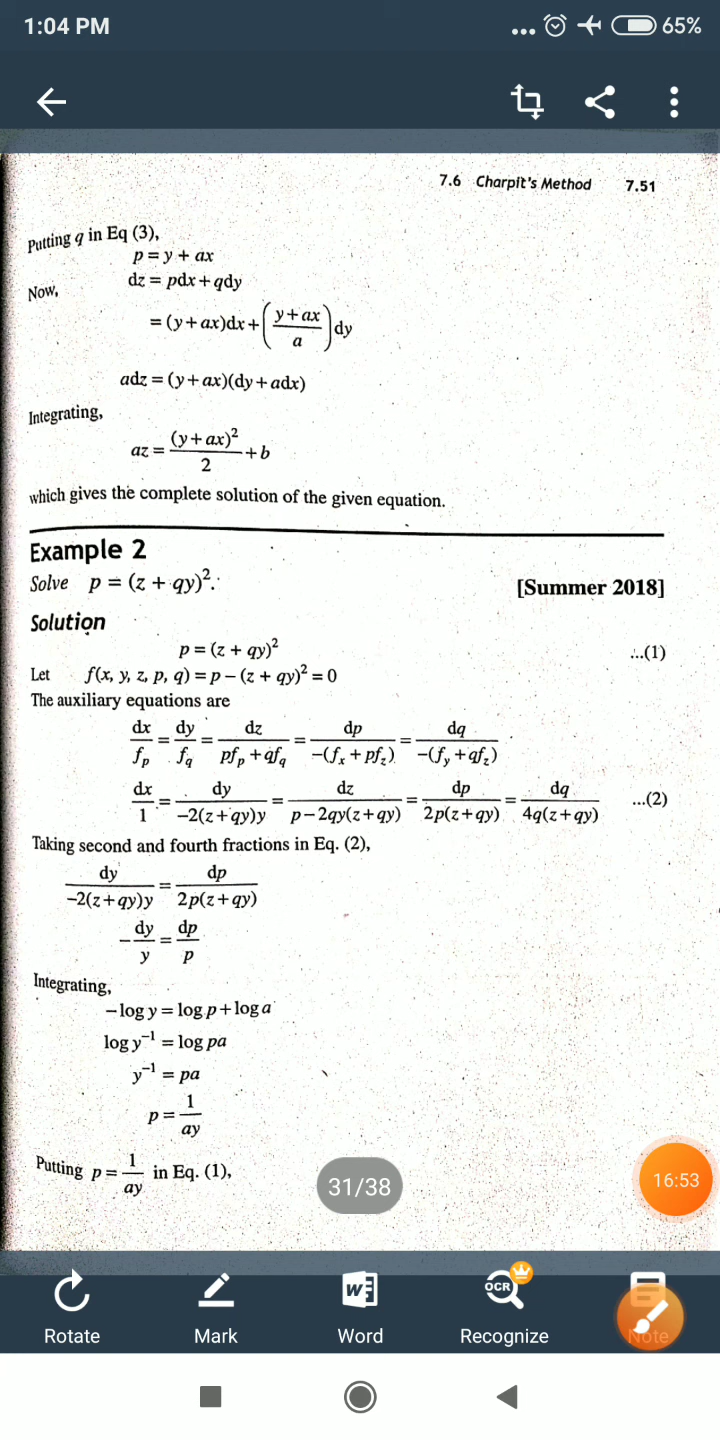 1:04 PM
... 65%
7.6 Charpit's Method 7.51
Putting q in Eq (3),
p = y + ax
Now, dz = pdx + qdy
= (y + ax)dx + ((y + ax)/a)dy
adz = (y + ax)(dy + adx)
Integrating,
az = (y + ax)²/2 + b
which gives the complete solution of the given equation.
Example 2
Solve p = (z + qy)². [Summer 2018]
Solution
p = (z + qy)² ...(1)
Let f(x, y, z, p, q) = p – (z + qy)² = 0
The auxiliary equations are
dx/fₚ = dy/f_q = dz/(pfₚ + qf_q) = dp/(–(fₓ + pf_z)) = dq/(–(f_y + qf_z))
dx/1 = dy/(–2(z + qy)y) = dz/(p – 2qy(z + qy)) = dp/(2p(z + qy)) = dq/(4q(z + qy)) ...(2)
Taking second and fourth fractions in Eq. (2),
dy/(–2(z + qy)y) = dp/(2p(z + qy))
–dy/y = dp/p
Integrating,
–log y = log p + log a
log y⁻¹ = log pa
y⁻¹ = pa
p = 1/ay
Putting p = 1/ay in Eq. (1),
31/38
16:53
W
OCR
Rotate Mark Word Recognize Note